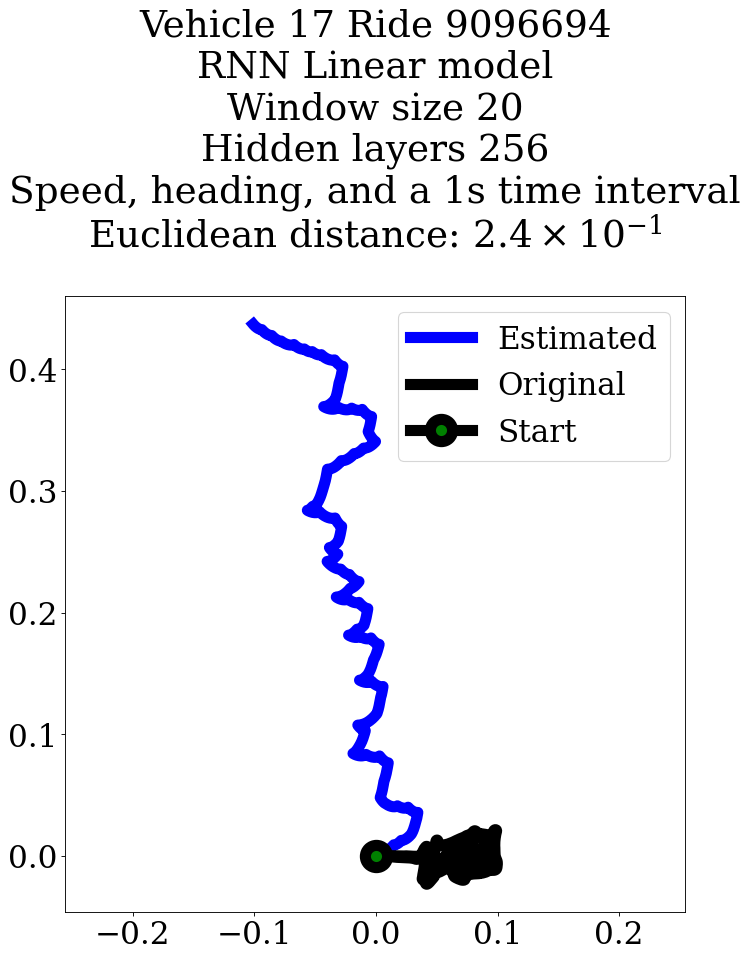 Vehicle 17 Ride 9096694
RNN Linear model
Window size 20
Hidden layers 256
Speed, heading, and a 1s time interval
Euclidean distance: 2.4 × 10⁻¹
Estimated
Original
Start
0.4
0.3
0.2
0.1
0.0
−0.2 −0.1 0.0 0.1 0.2